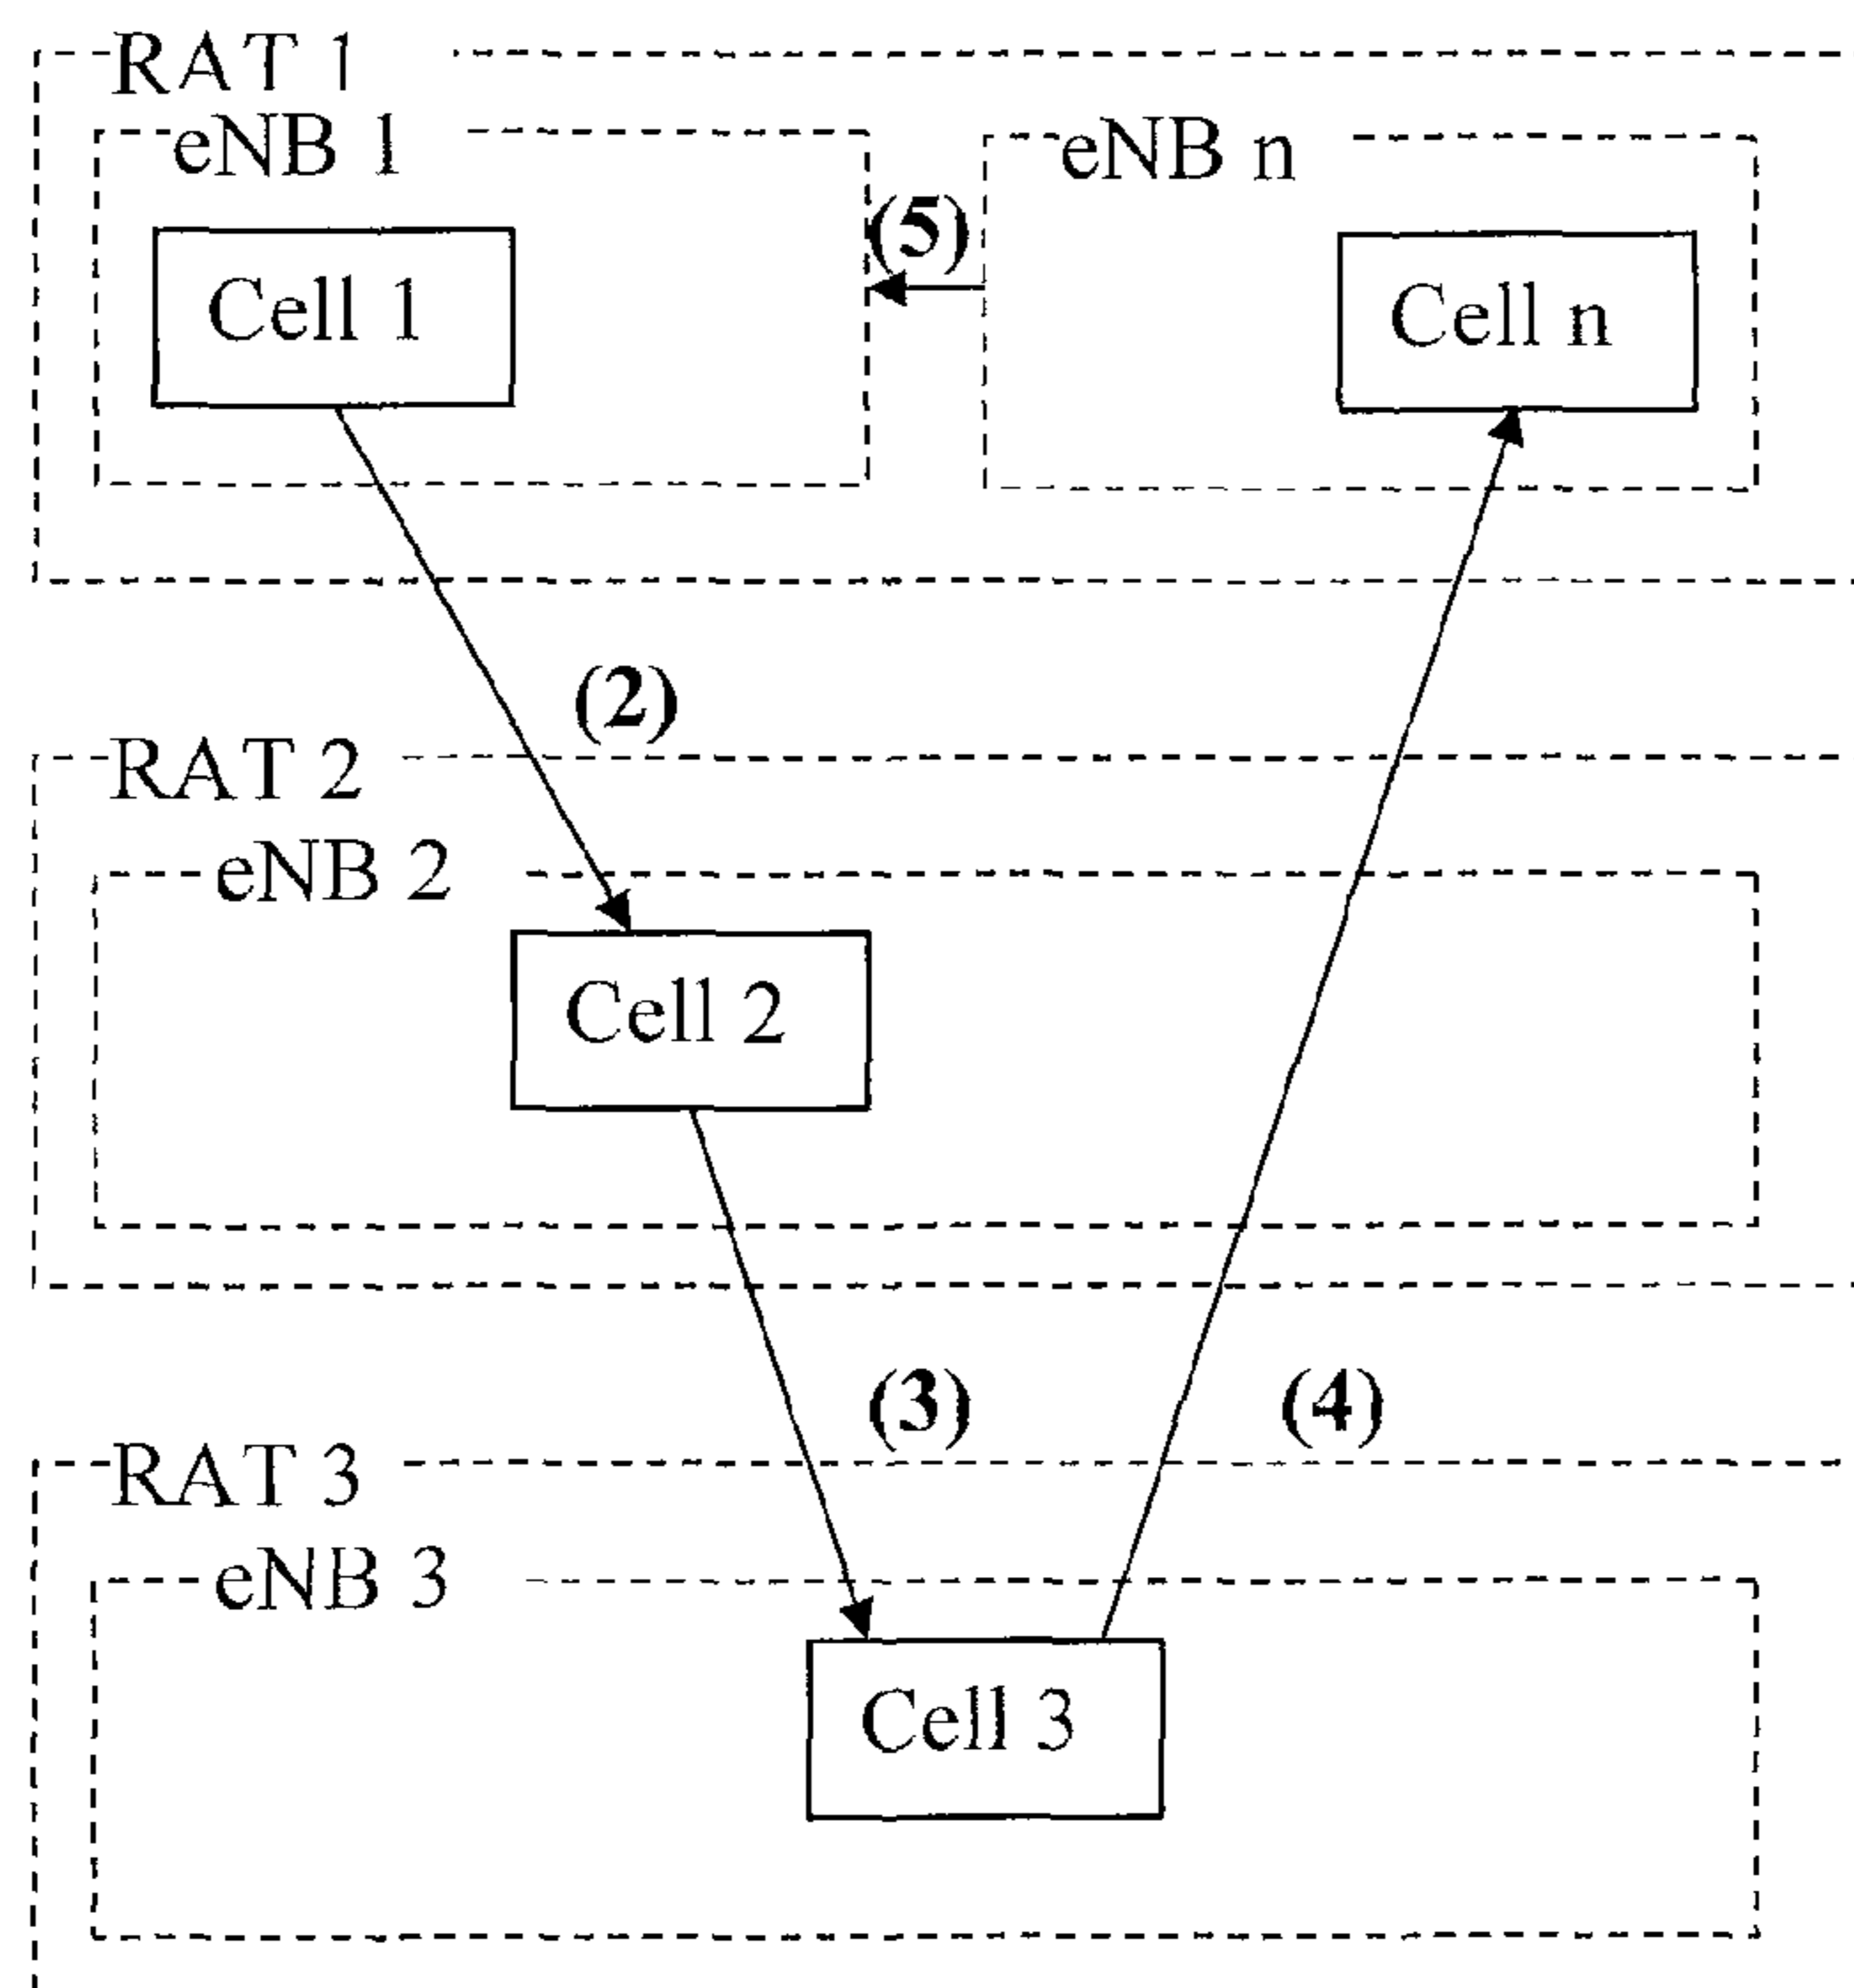 RAT 1
eNB 1
eNB n
(5)
Cell 1
Cell n
(2)
RAT 2
eNB 2
Cell 2
(3)
(4)
RAT 3
eNB 3
Cell 3